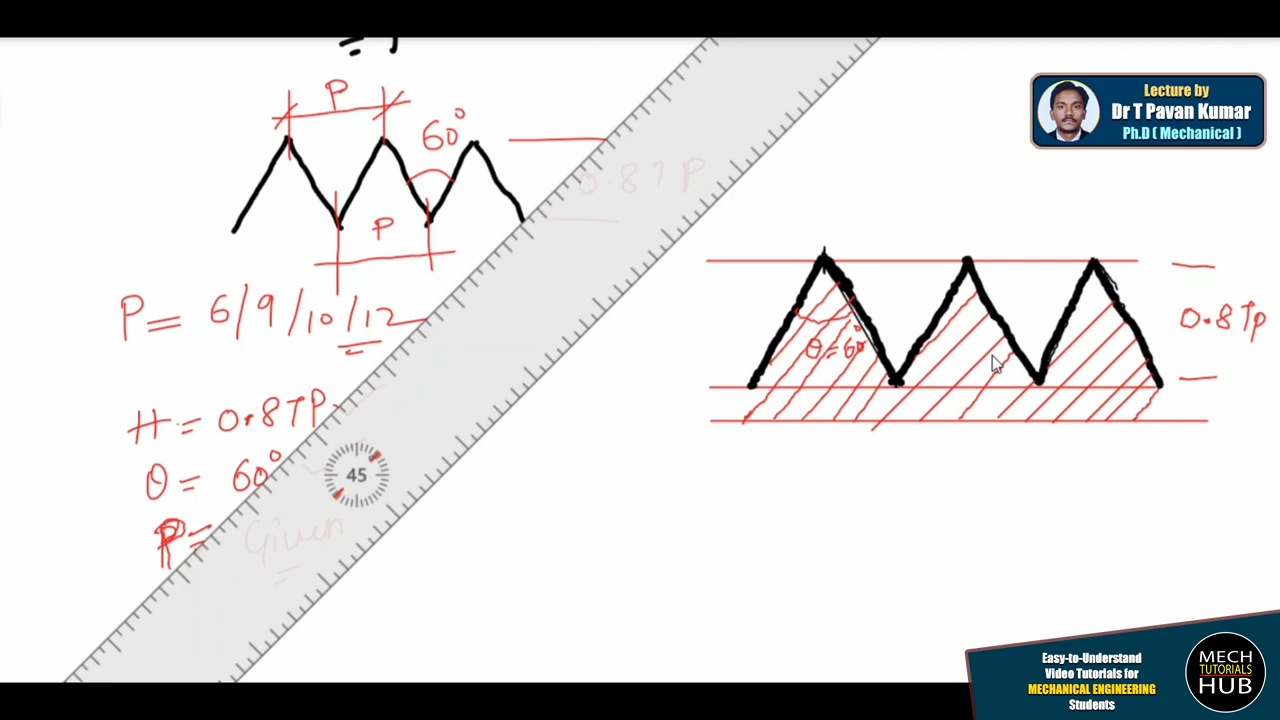 P
60°
0.87P
P
P = 6/9/10/12
H = 0.87P
θ = 60°
45
P =
Given
θ = 60°
0.87p
Lecture by
Dr T Pavan Kumar
Ph.D ( Mechanical )
Easy-to-Understand
Video Tutorials for
MECHANICAL ENGINEERING
Students
MECH
TUTORIALS
HUB